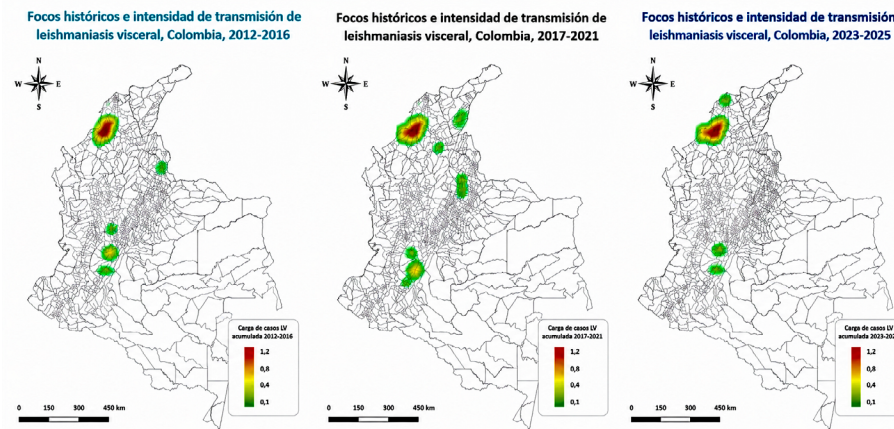 Focos históricos e intensidad de transmisión de
leishmaniasis visceral, Colombia, 2012-2016
N
W E
S
Carga de casos LV
acumulada 2012-2016
1,2
0,8
0,4
0,1
0 150 300 450 km
Focos históricos e intensidad de transmisión de
leishmaniasis visceral, Colombia, 2017-2021
N
W E
S
Carga de casos LV
acumulada 2017-2021
1,2
0,8
0,4
0,1
0 150 300 450 km
Focos históricos e intensidad de transmisión
leishmaniasis visceral, Colombia, 2023-2025
N
W E
S
Carga de casos LV
acumulada 2023-202
1,2
0,8
0,4
0,1
0 150 300 450 km